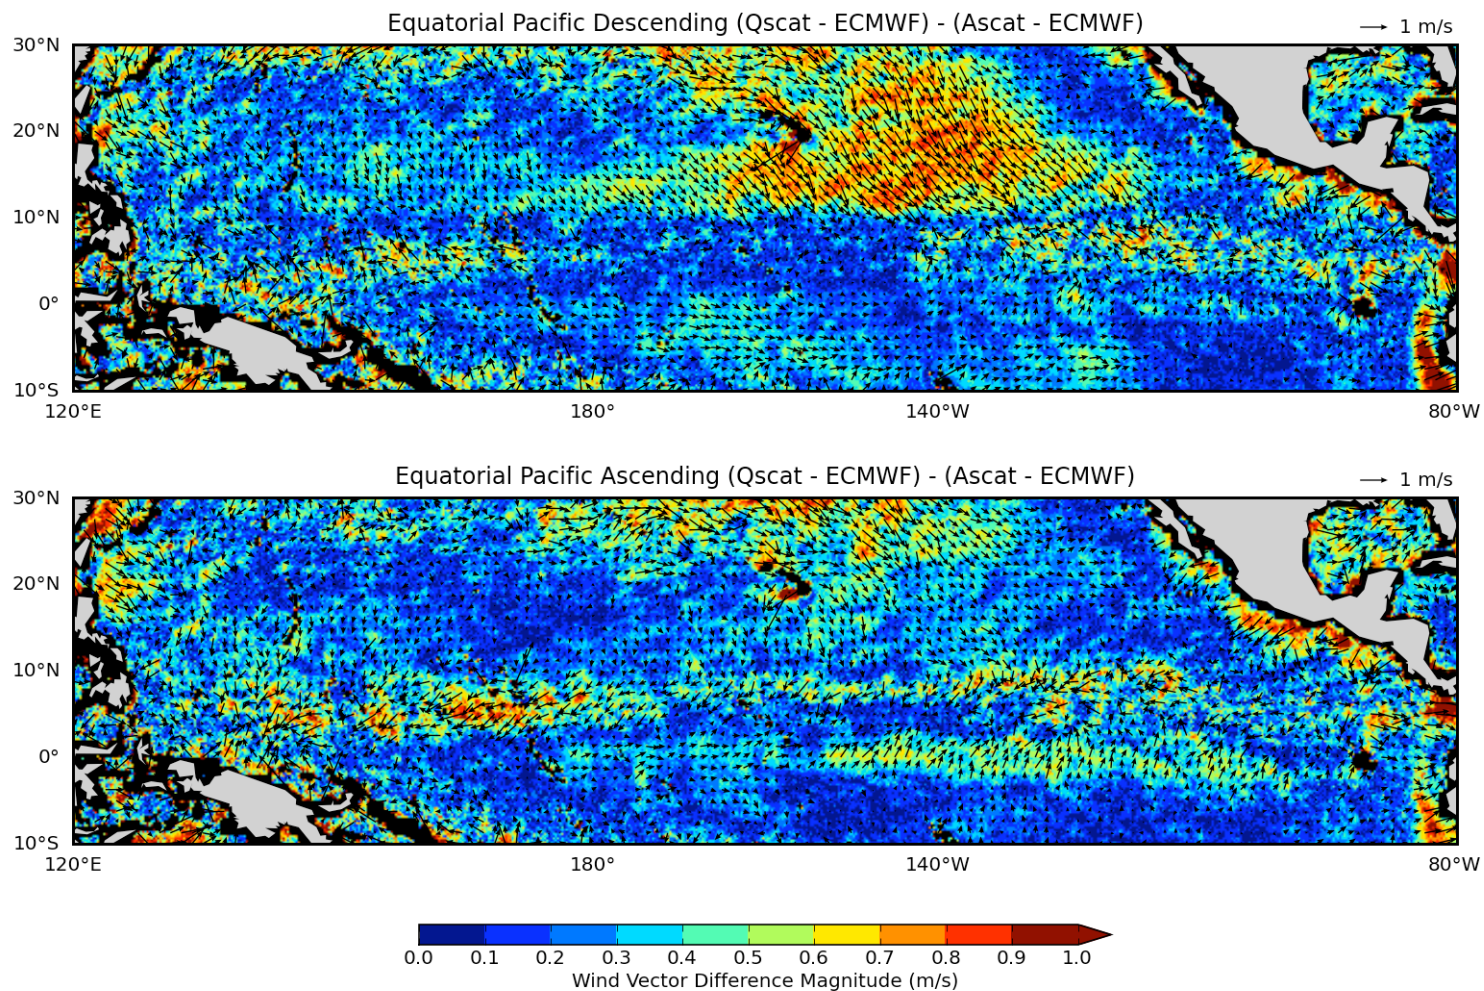 Equatorial Pacific Descending (Qscat - ECMWF) - (Ascat - ECMWF)
1 m/s
30°N
20°N
10°N
0°
10°S
120°E 180° 140°W 80°W
Equatorial Pacific Ascending (Qscat - ECMWF) - (Ascat - ECMWF)
1 m/s
30°N
20°N
10°N
0°
10°S
120°E 180° 140°W 80°W
0.0 0.1 0.2 0.3 0.4 0.5 0.6 0.7 0.8 0.9 1.0
Wind Vector Difference Magnitude (m/s)